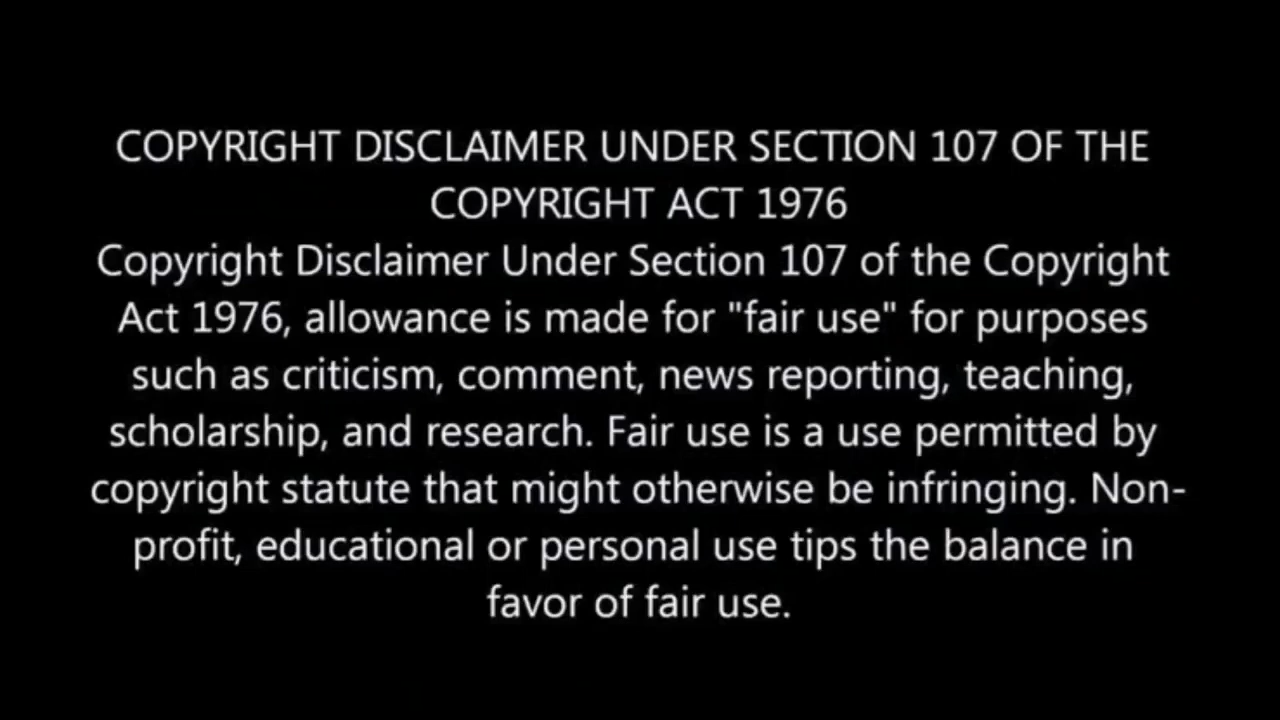 COPYRIGHT DISCLAIMER UNDER SECTION 107 OF THE
COPYRIGHT ACT 1976
Copyright Disclaimer Under Section 107 of the Copyright
Act 1976, allowance is made for "fair use" for purposes
such as criticism, comment, news reporting, teaching,
scholarship, and research. Fair use is a use permitted by
copyright statute that might otherwise be infringing. Non-
profit, educational or personal use tips the balance in
favor of fair use.